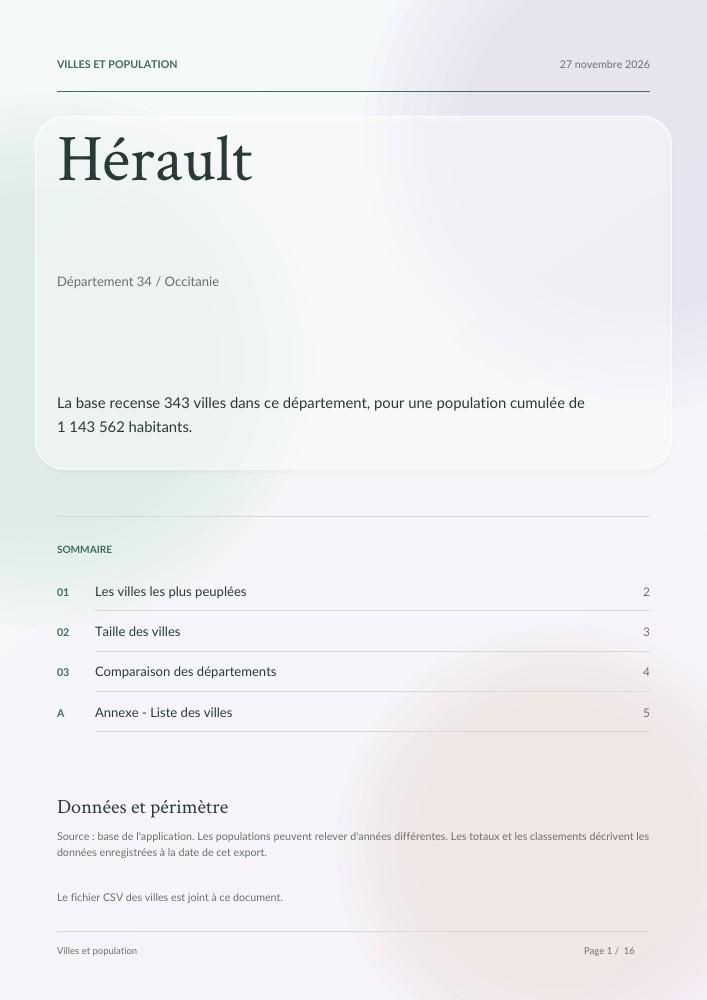 VILLES ET POPULATION
27 novembre 2026
Hérault
Département 34 / Occitanie
La base recense 343 villes dans ce département, pour une population cumulée de
1 143 562 habitants.
SOMMAIRE
01 Les villes les plus peuplées 2
02 Taille des villes 3
03 Comparaison des départements 4
A Annexe - Liste des villes 5
Données et périmètre
Source : base de l'application. Les populations peuvent relever d'années différentes. Les totaux et les classements décrivent les
données enregistrées à la date de cet export.
Le fichier CSV des villes est joint à ce document.
Villes et population
Page 1 / 16